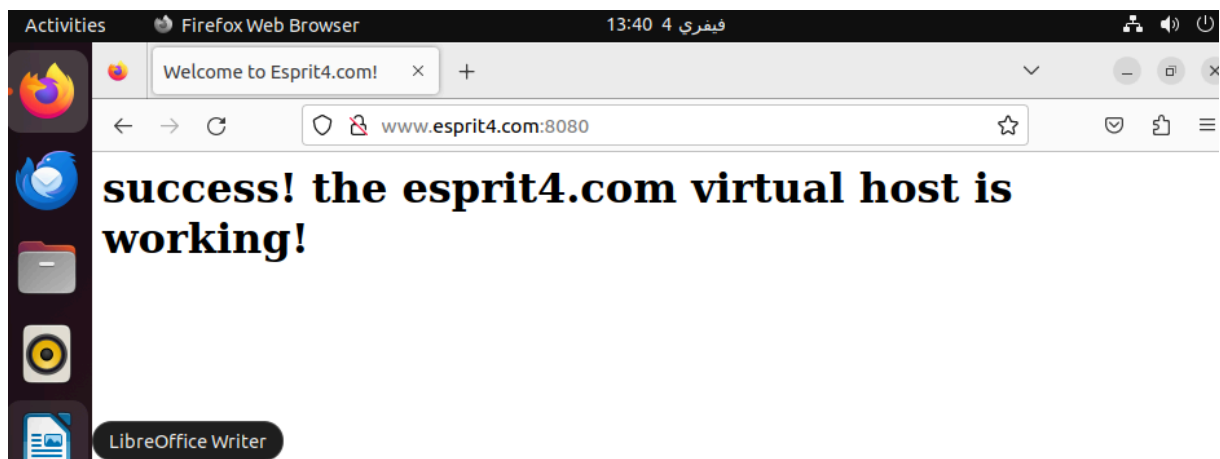 Activities Firefox Web Browser 13:40 4 فيفري
Welcome to Esprit4.com!
www.esprit4.com:8080
success! the esprit4.com virtual host is
working!
LibreOffice Writer